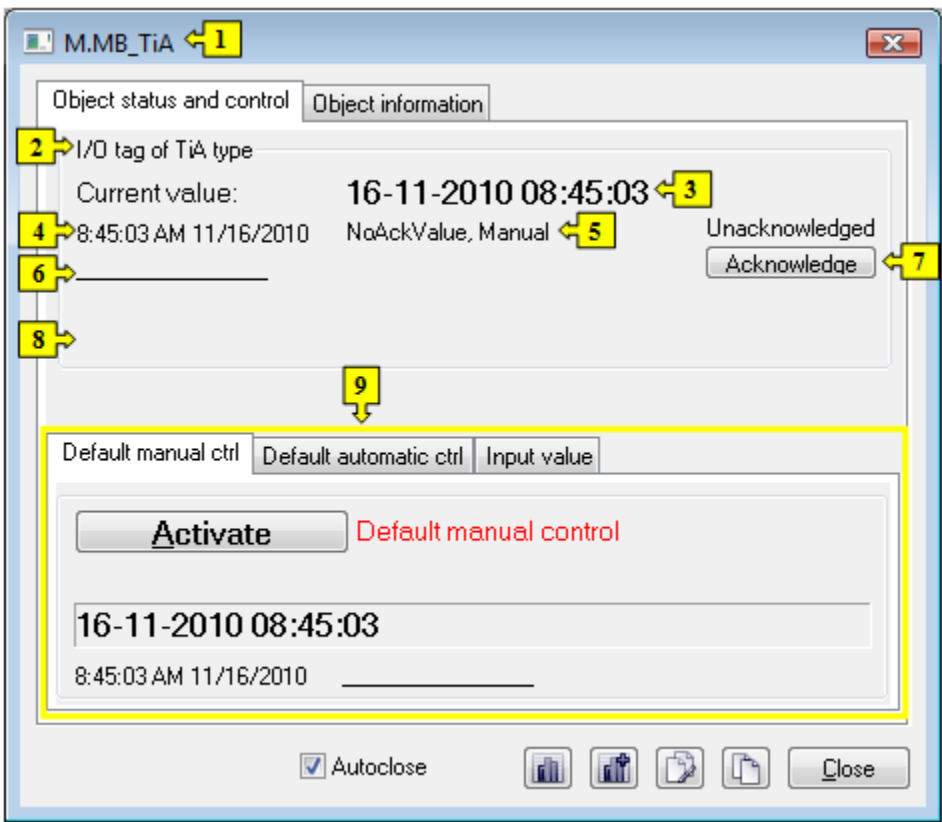 M.MB_TiA 1
Object status and control Object information
2 I/O tag of TiA type
Current value: 16-11-2010 08:45:03 3
4 8:45:03 AM 11/16/2010 NoAckValue, Manual 5 Unacknowledged
6 Acknowledge 7
8
9
Default manual ctrl Default automatic ctrl Input value
Activate Default manual control
16-11-2010 08:45:03
8:45:03 AM 11/16/2010
Autoclose Close